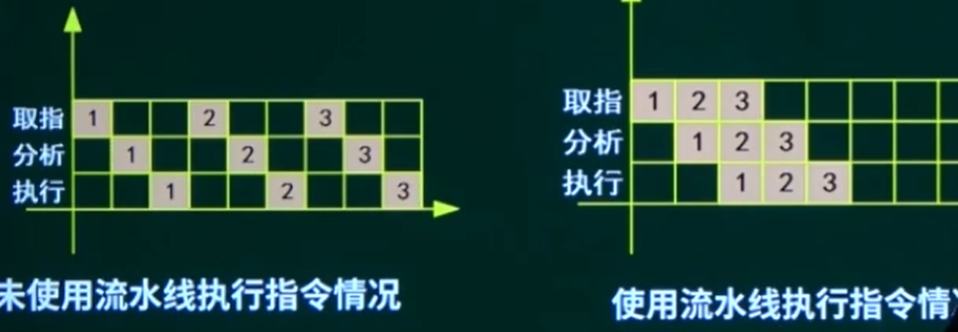 取指 1 2 3
分析 1 2 3
执行 1 2 3
未使用流水线执行指令情况
取指 1 2 3
分析 1 2 3
执行 1 2 3
使用流水线执行指令情